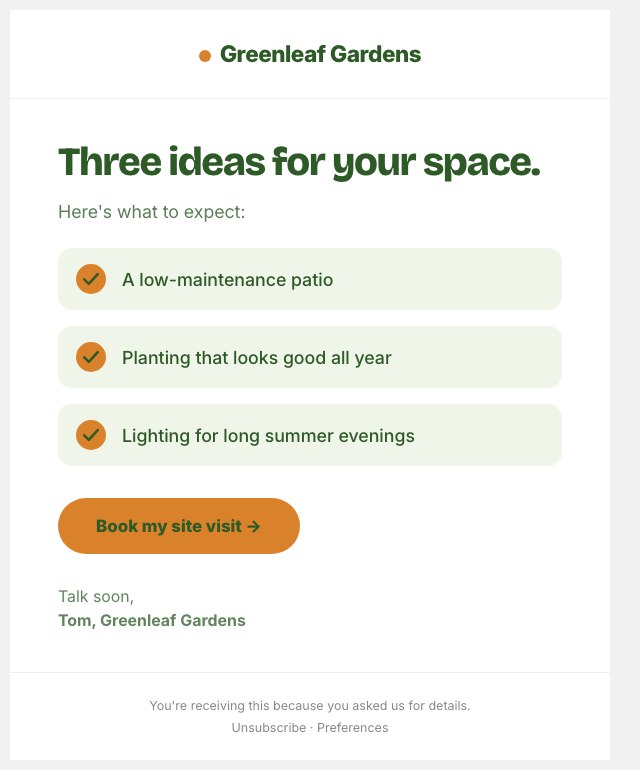 Greenleaf Gardens
Three ideas for your space.
Here's what to expect:
A low-maintenance patio
Planting that looks good all year
Lighting for long summer evenings
Book my site visit →
Talk soon,
Tom, Greenleaf Gardens
You're receiving this because you asked us for details.
Unsubscribe · Preferences